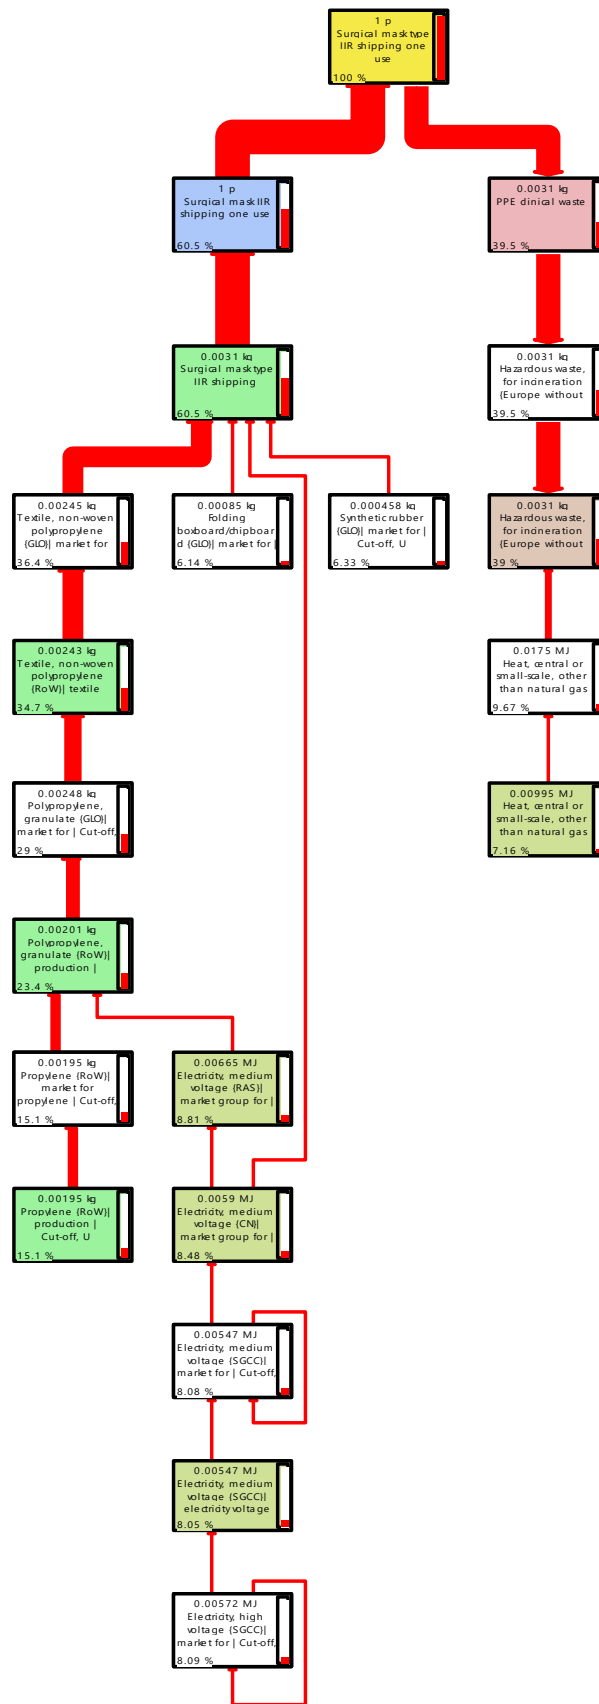 1 p
Surgical mask type
IIR shipping one
use
100 %
1 p
Surgical mask IIR
shipping one use
60.5 %
0.0031 kg
PPE clinical waste
39.5 %
0.0031 kg
Surgical mask type
IIR shipping
60.5 %
0.0031 kg
Hazardous waste,
for incineration
{Europe without
39.5 %
0.00245 kg
Textile, non-woven
polypropylene
{GLO}| market for
36.4 %
0.00085 kg
Folding
boxboard/chipboar
d {GLO}| market for |
6.14 %
0.000458 kg
Synthetic rubber
{GLO}| market for |
Cut-off, U
6.33 %
0.0031 kg
Hazardous waste,
for incineration
{Europe without
39 %
0.00243 kg
Textile, non-woven
polypropylene
{RoW}| textile
34.7 %
0.0175 MJ
Heat, central or
small-scale, other
than natural gas
9.67 %
0.00248 kg
Polypropylene,
granulate {GLO}|
market for | Cut-off,
29 %
0.00995 MJ
Heat, central or
small-scale, other
than natural gas
7.16 %
0.00201 kg
Polypropylene,
granulate {RoW}|
production |
23.4 %
0.00195 kg
Propylene {RoW}|
market for
propylene | Cut-off,
15.1 %
0.00665 MJ
Electricity, medium
voltage {RAS}|
market group for |
8.81 %
0.00195 kg
Propylene {RoW}|
production |
Cut-off, U
15.1 %
0.0059 MJ
Electricity, medium
voltage {CN}|
market group for |
8.48 %
0.00547 MJ
Electricity, medium
voltage {SGCC}|
market for | Cut-off,
8.08 %
0.00547 MJ
Electricity, medium
voltage {SGCC}|
electricity voltage
8.05 %
0.00572 MJ
Electricity, high
voltage {SGCC}|
market for | Cut-off,
8.09 %